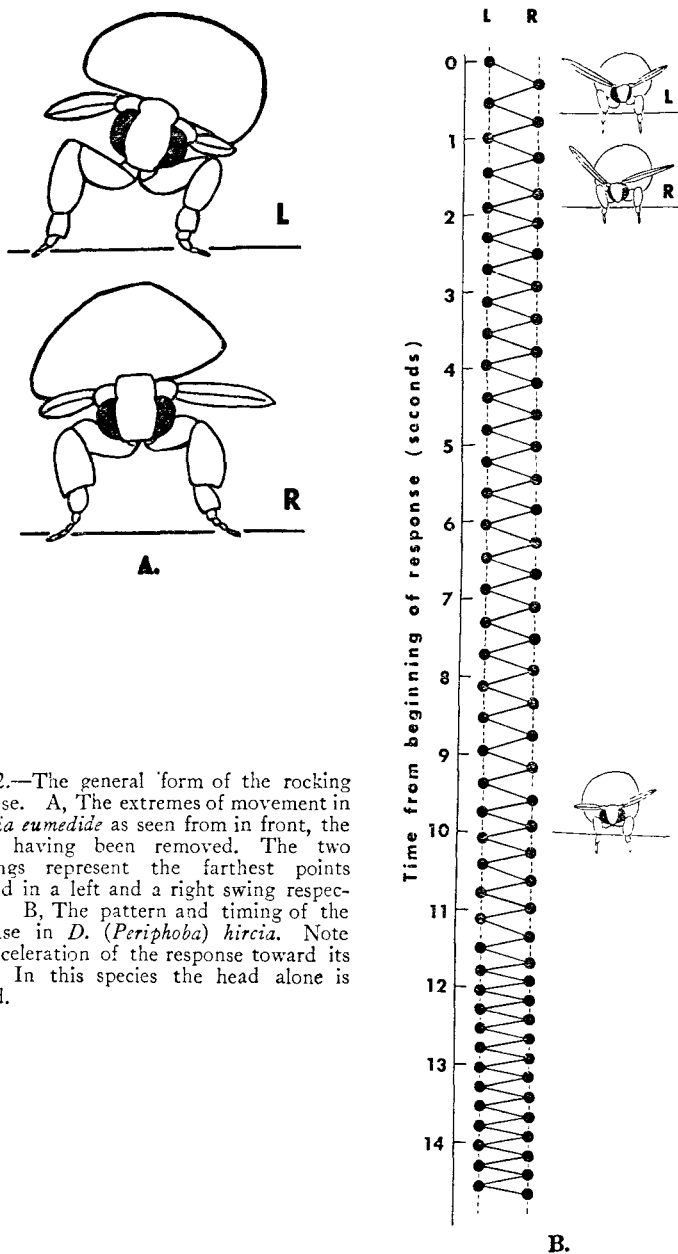 L
R
A.
2.—The general form of the rocking
se. A, The extremes of movement in
ia eumedide as seen from in front, the
having been removed. The two
ngs represent the farthest points
d in a left and a right swing respec-
B, The pattern and timing of the
nse in D. (Periphoba) hircia. Note
celeration of the response toward its
In this species the head alone is
d.
L R
Time from beginning of response (seconds)
0
1
2
3
4
5
6
7
8
9
10
11
12
13
14
L
R
B.